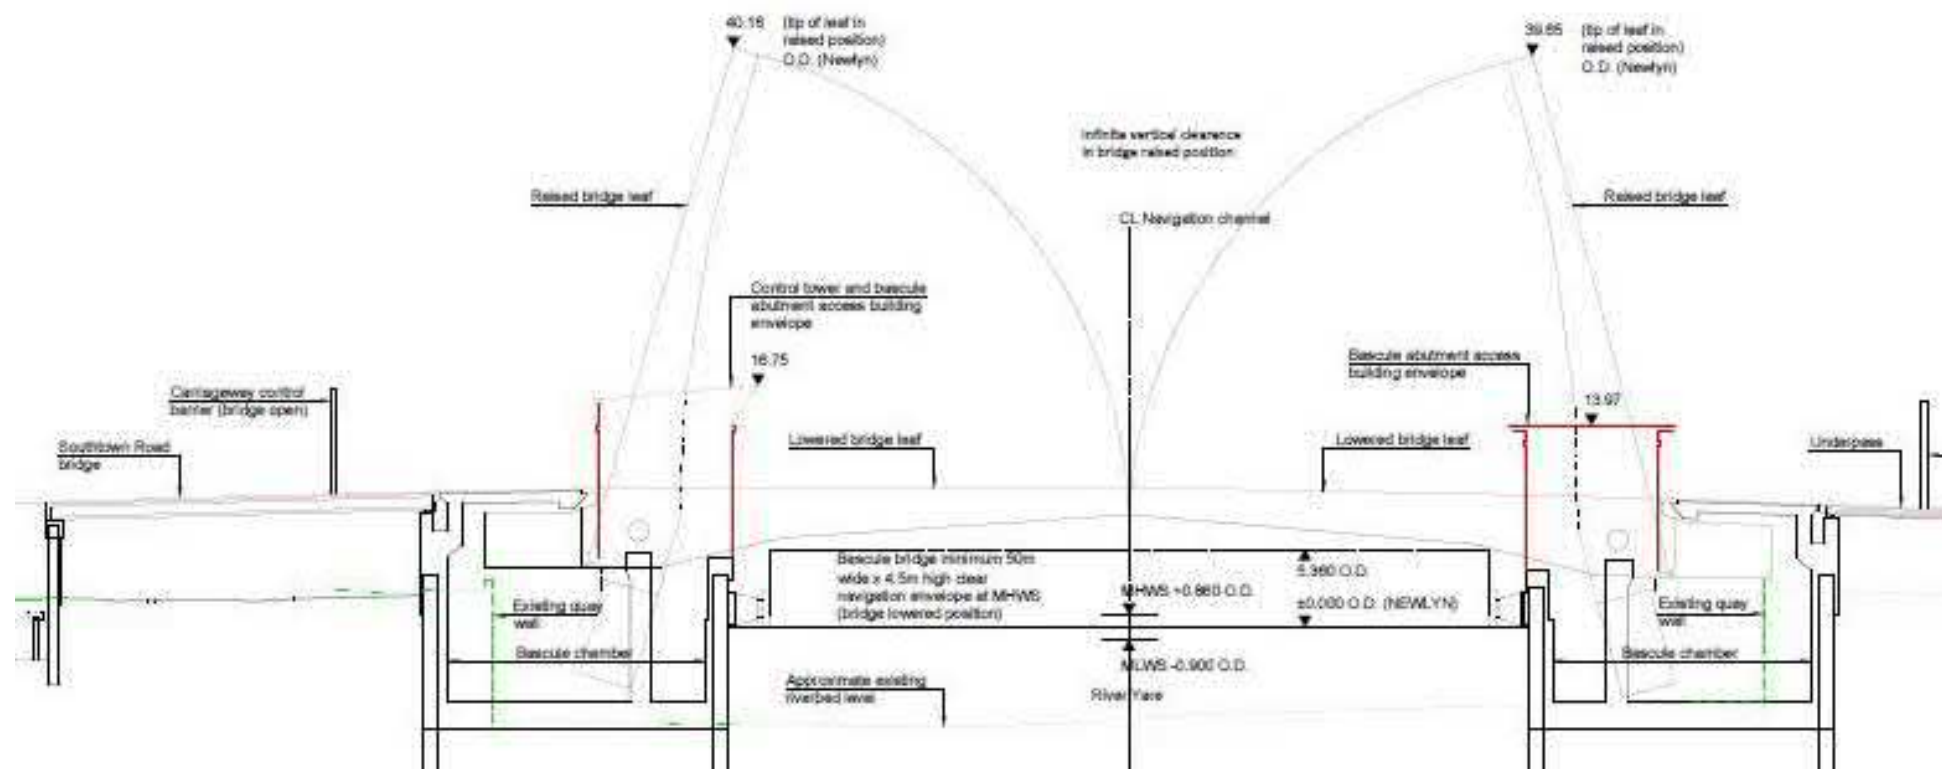 40.16 (tip of leaf in
raised position)
O.D. (Newlyn)
39.65 (tip of leaf in
raised position)
O.D. (Newlyn)
Infinite vertical clearance
in bridge raised position
Raised bridge leaf
Raised bridge leaf
CL Navigation channel
Control tower and bascule
abutment access building
envelope
16.75
Bascule abutment access
building envelope
13.97
Carriageway control
barrier (bridge open)
Southtown Road
bridge
Lowered bridge leaf
Lowered bridge leaf
Underpass
Bascule bridge minimum 50m
wide x 4.5m high clear
navigation envelope at MHWS
(bridge lowered position)
5.360 O.D.
MHWS +0.860 O.D.
±0.000 O.D. (NEWLYN)
Existing quay
wall
Existing quay
wall
Bascule chamber
Bascule chamber
MLWS -0.900 O.D.
Approximate existing
riverbed level
River Yare